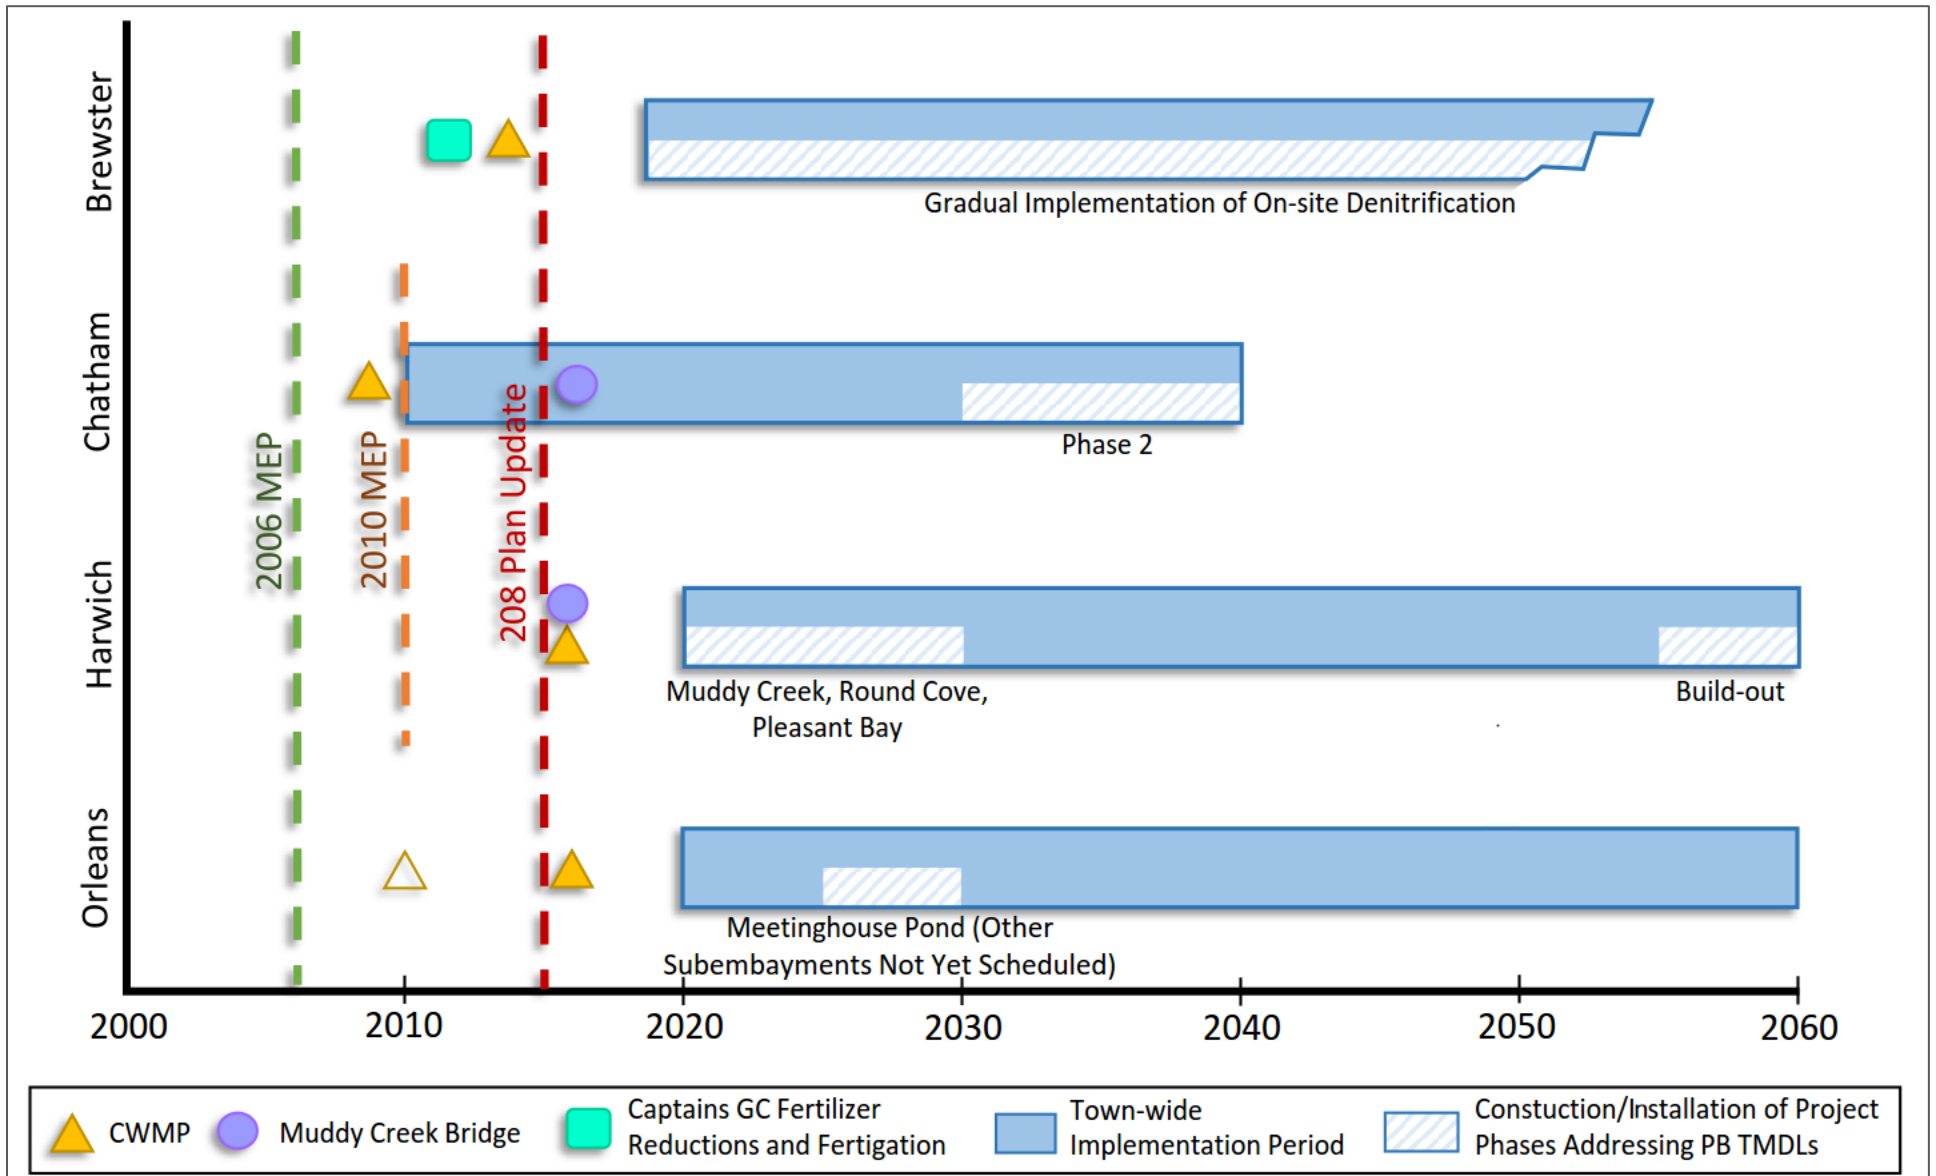 Brewster
Gradual Implementation of On-site Denitrification
Chatham
Phase 2
2006 MEP
2010 MEP
208 Plan Update
Harwich
Muddy Creek, Round Cove,
Pleasant Bay
Build-out
Orleans
Meetinghouse Pond (Other
Subembayments Not Yet Scheduled)
2000 2010 2020 2030 2040 2050 2060
CWMP
Muddy Creek Bridge
Captains GC Fertilizer
Reductions and Fertigation
Town-wide
Implementation Period
Constuction/Installation of Project
Phases Addressing PB TMDLs